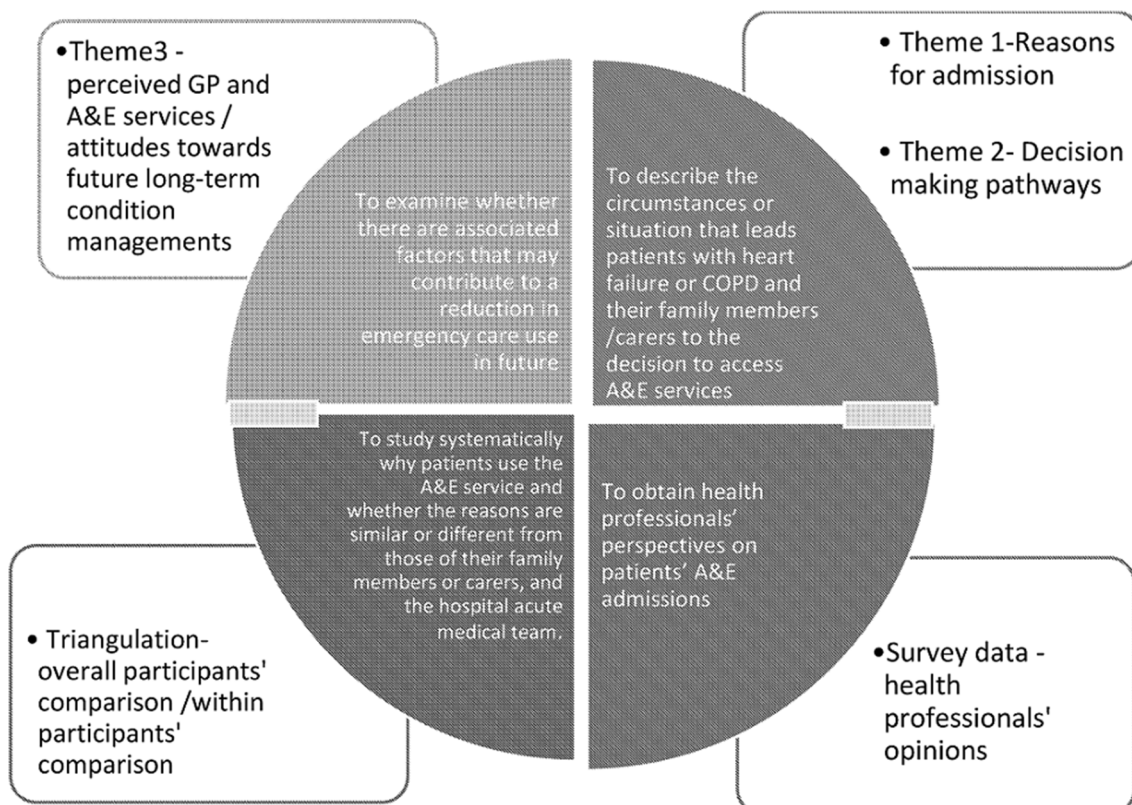 •Theme3 -
perceived GP and
A&E services /
attitudes towards
future long-term
condition
managements
• Theme 1-Reasons
for admission
• Theme 2- Decision
making pathways
To examine whether
there are associated
factors that may
contribute to a
reduction in
emergency care use
in future
To describe the
circumstances or
situation that leads
patients with heart
failure or COPD and
their family members
/carers to the
decision to access
A&E services
To study systematically
why patients use the
A&E service and
whether the reasons are
similar or different from
those of their family
members or carers, and
the hospital acute
medical team.
To obtain health
professionals’
perspectives on
patients’ A&E
admissions
• Triangulation-
overall participants'
comparison /within
participants'
comparison
•Survey data -
health
professionals'
opinions